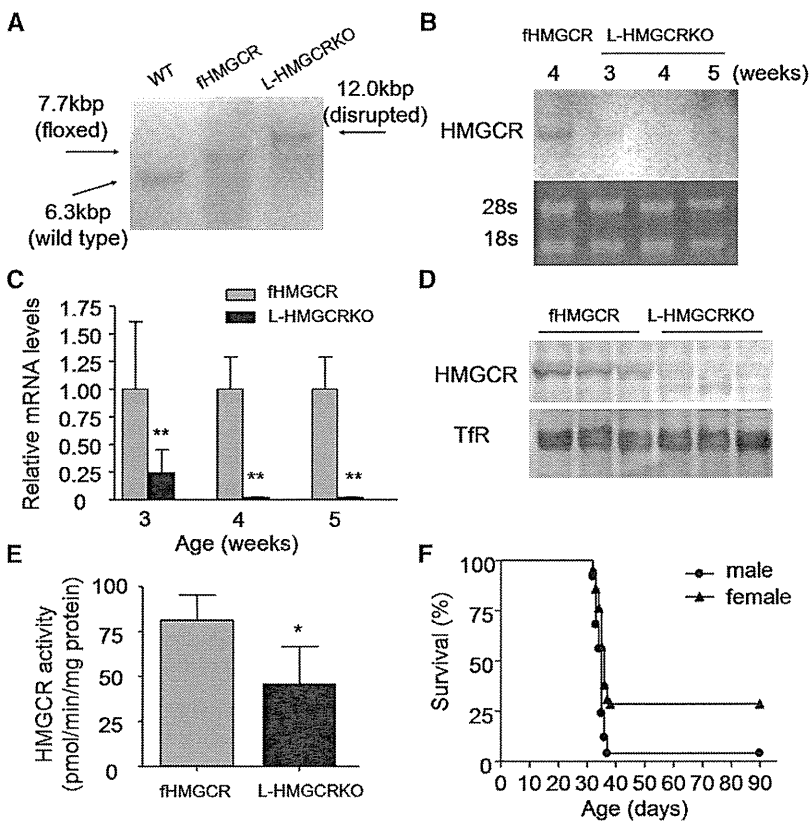 A
WT
fHMGCR
L-HMGCRKO
7.7kbp
(floxed)
12.0kbp
(disrupted)
6.3kbp
(wild type)
B
fHMGCR L-HMGCRKO
4 3 4 5 (weeks)
HMGCR
28s
18s
C
fHMGCR
L-HMGCRKO
Relative mRNA levels
1.75
1.50
1.25
1.00
0.75
0.50
0.25
0
**
**
**
3 4 5
Age (weeks)
D
fHMGCR L-HMGCRKO
HMGCR
TfR
E
HMGCR activity
(pmol/min/mg protein)
100
75
50
25
0
*
fHMGCR L-HMGCRKO
F
male
female
Survival (%)
100
75
50
25
0
0 10 20 30 40 50 60 70 80 90
Age (days)